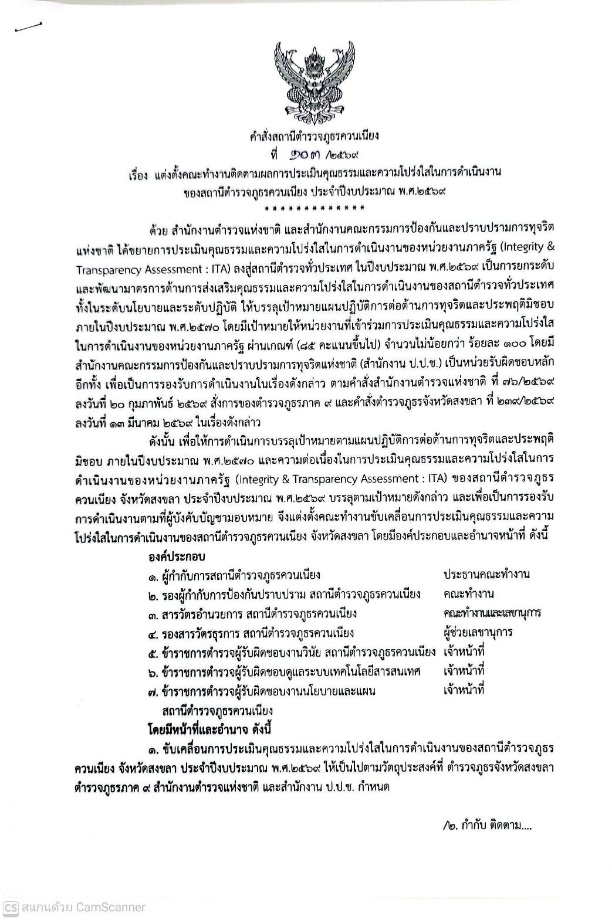 คำสั่งสถานีตำรวจภูธรควนเนียง
ที่ ๑๐๓ /๒๕๖๙
เรื่อง แต่งตั้งคณะทำงานติดตามผลการประเมินคุณธรรมและความโปร่งใสในการดำเนินงาน
ของสถานีตำรวจภูธรควนเนียง ประจำปีงบประมาณ พ.ศ.๒๕๖๙
************
ด้วย สำนักงานตำรวจแห่งชาติ และสำนักงานคณะกรรมการป้องกันและปราบปรามการทุจริต
แห่งชาติ ได้ขยายการประเมินคุณธรรมและความโปร่งใสในการดำเนินงานของหน่วยงานภาครัฐ (Integrity &
Transparency Assessment : ITA) ลงสู่สถานีตำรวจทั่วประเทศ ในปีงบประมาณ พ.ศ.๒๕๖๙ เป็นการยกระดับ
และพัฒนามาตรการด้านการส่งเสริมคุณธรรมและความโปร่งใสในการดำเนินงานของสถานีตำรวจทั่วประเทศ
ทั้งในระดับนโยบายและระดับปฏิบัติ ให้บรรลุเป้าหมายแผนปฏิบัติการต่อต้านการทุจริตและประพฤติมิชอบ
ภายในปีงบประมาณ พ.ศ.๒๕๗๐ โดยมีเป้าหมายให้หน่วยงานที่เข้าร่วมการประเมินคุณธรรมและความโปร่งใส
ในการดำเนินงานของหน่วยงานภาครัฐ ผ่านเกณฑ์ (๘๕ คะแนนขึ้นไป) จำนวนไม่น้อยกว่า ร้อยละ ๑๐๐ โดยมี
สำนักงานคณะกรรมการป้องกันและปราบปรามการทุจริตแห่งชาติ (สำนักงาน ป.ป.ช.) เป็นหน่วยรับผิดชอบหลัก
อีกทั้ง เพื่อเป็นการรองรับการดำเนินงานในเรื่องดังกล่าว ตามคำสั่งสำนักงานตำรวจแห่งชาติ ที่ ๗๖/๒๕๖๙
ลงวันที่ ๒๐ กุมภาพันธ์ ๒๕๖๙ สั่งการของตำรวจภูธรภาค ๙ และคำสั่งตำรวจภูธรจังหวัดสงขลา ที่ ๒๓๙/๒๕๖๙
ลงวันที่ ๑๓ มีนาคม ๒๕๖๙ ในเรื่องดังกล่าว
ดังนั้น เพื่อให้การดำเนินการบรรลุเป้าหมายตามแผนปฏิบัติการต่อต้านการทุจริตและประพฤติ
มิชอบ ภายในปีงบประมาณ พ.ศ.๒๕๗๐ และความต่อเนื่องในการประเมินคุณธรรมและความโปร่งใสในการ
ดำเนินงานของหน่วยงานภาครัฐ (Integrity & Transparency Assessment : ITA) ของสถานีตำรวจภูธร
ควนเนียง จังหวัดสงขลา ประจำปีงบประมาณ พ.ศ.๒๕๖๙ บรรลุตามเป้าหมายดังกล่าว และเพื่อเป็นการรองรับ
การดำเนินงานตามที่ผู้บังคับบัญชามอบหมาย จึงแต่งตั้งคณะทำงานขับเคลื่อนการประเมินคุณธรรมและความ
โปร่งใสในการดำเนินงานของสถานีตำรวจภูธรควนเนียง จังหวัดสงขลา โดยมีองค์ประกอบและอำนาจหน้าที่ ดังนี้
องค์ประกอบ
๑. ผู้กำกับการสถานีตำรวจภูธรควนเนียง ประธานคณะทำงาน
๒. รองผู้กำกับการป้องกันปราบปราม สถานีตำรวจภูธรควนเนียง คณะทำงาน
๓. สารวัตรอำนวยการ สถานีตำรวจภูธรควนเนียง คณะทำงานและเลขานุการ
๔. รองสารวัตรธุรการ สถานีตำรวจภูธรควนเนียง ผู้ช่วยเลขานุการ
๕. ข้าราชการตำรวจผู้รับผิดชอบงานวินัย สถานีตำรวจภูธรควนเนียง เจ้าหน้าที่
๖. ข้าราชการตำรวจผู้รับผิดชอบดูแลระบบเทคโนโลยีสารสนเทศ เจ้าหน้าที่
๗. ข้าราชการตำรวจผู้รับผิดชอบงานนโยบายและแผน เจ้าหน้าที่
สถานีตำรวจภูธรควนเนียง
โดยมีหน้าที่และอำนาจ ดังนี้
๑. ขับเคลื่อนการประเมินคุณธรรมและความโปร่งใสในการดำเนินงานของสถานีตำรวจภูธร
ควนเนียง จังหวัดสงขลา ประจำปีงบประมาณ พ.ศ.๒๕๖๙ ให้เป็นไปตามวัตถุประสงค์ที่ ตำรวจภูธรจังหวัดสงขลา
ตำรวจภูธรภาค ๙ สำนักงานตำรวจแห่งชาติ และสำนักงาน ป.ป.ช. กำหนด
/๒. กำกับ ติดตาม....
CS สแกนด้วย CamScanner